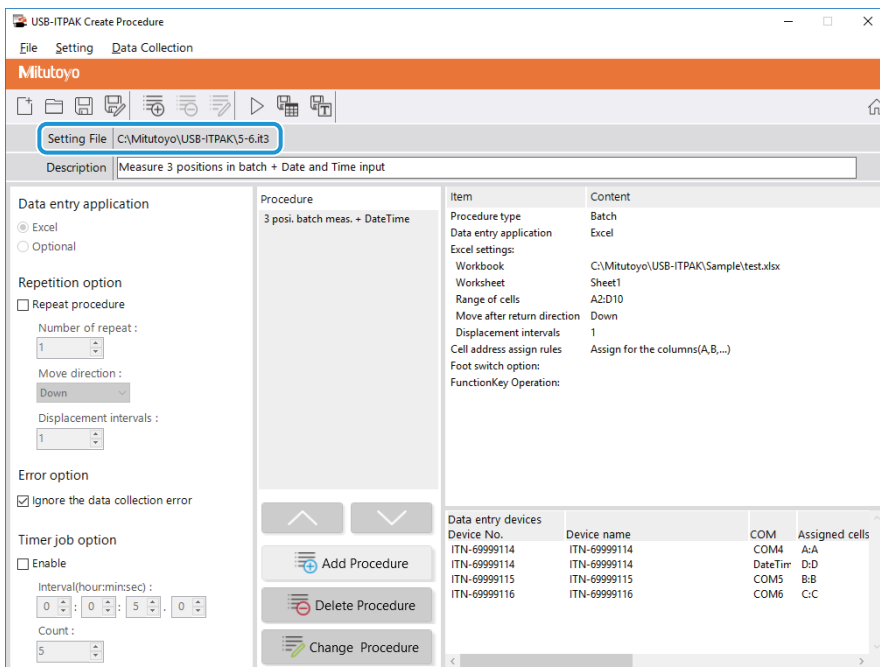 USB-ITPAK Create Procedure
File Setting Data Collection
Mitutoyo
Setting File C:\Mitutoyo\USB-ITPAK\5-6.it3
Description Measure 3 positions in batch + Date and Time input
Data entry application
Excel
Optional
Repetition option
Repeat procedure
Number of repeat :
1
Move direction :
Down
Displacement intervals :
1
Error option
Ignore the data collection error
Timer job option
Enable
Interval(hour:min:sec) :
0 : 0 : 5 . 0
Count :
5
Procedure
3 posi. batch meas. + DateTime
Add Procedure
Delete Procedure
Change Procedure
Item Content
Procedure type Batch
Data entry application Excel
Excel settings:
Workbook C:\Mitutoyo\USB-ITPAK\Sample\test.xlsx
Worksheet Sheet1
Range of cells A2:D10
Move after return direction Down
Displacement intervals 1
Cell address assign rules Assign for the columns(A,B,...)
Foot switch option:
FunctionKey Operation:
Data entry devices
Device No. Device name COM Assigned cells
ITN-69999114 ITN-69999114 COM4 A:A
ITN-69999114 ITN-69999114 DateTim D:D
ITN-69999115 ITN-69999115 COM5 B:B
ITN-69999116 ITN-69999116 COM6 C:C